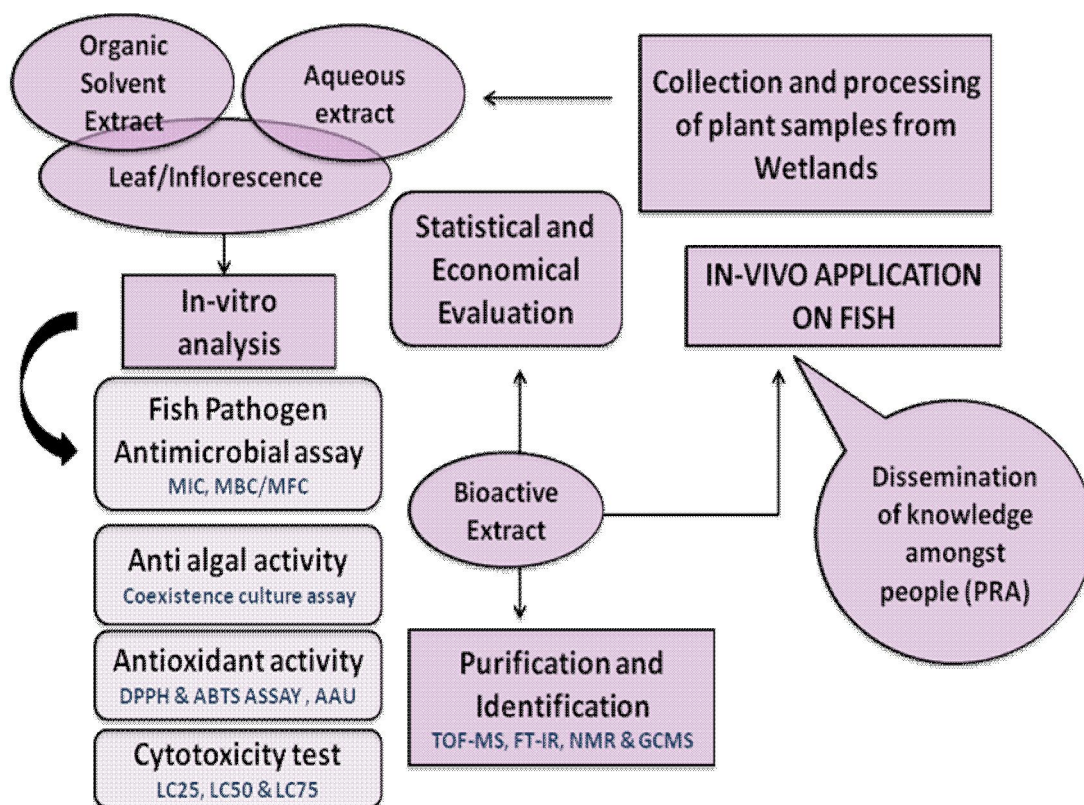 Organic
Solvent
Extract
Aqueous
extract
Leaf/Inflorescence
Collection and processing
of plant samples from
Wetlands
Statistical and
Economical
Evaluation
IN-VIVO APPLICATION
ON FISH
In-vitro
analysis
Fish Pathogen
Antimicrobial assay
MIC, MBC/MFC
Anti algal activity
Coexistence culture assay
Antioxidant activity
DPPH & ABTS ASSAY , AAU
Cytotoxicity test
LC25, LC50 & LC75
Bioactive
Extract
Purification and
Identification
TOF-MS, FT-IR, NMR & GCMS
Dissemination
of knowledge
amongst
people (PRA)